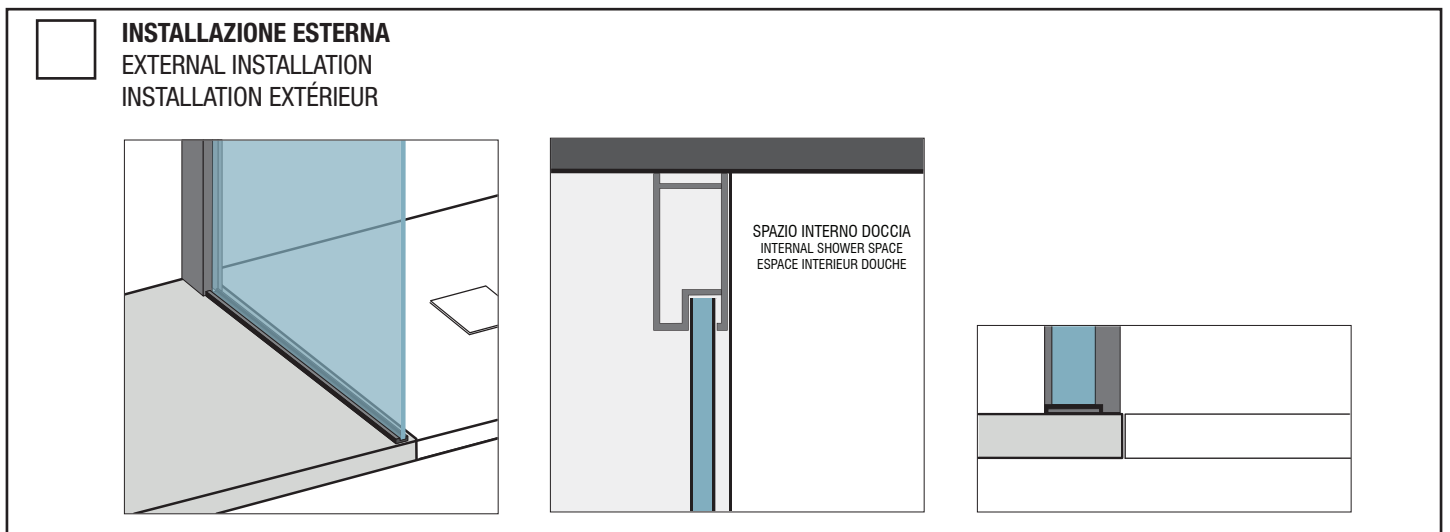 INSTALLAZIONE ESTERNA
EXTERNAL INSTALLATION
INSTALLATION EXTÉRIEUR
SPAZIO INTERNO DOCCIA
INTERNAL SHOWER SPACE
ESPACE INTERIEUR DOUCHE